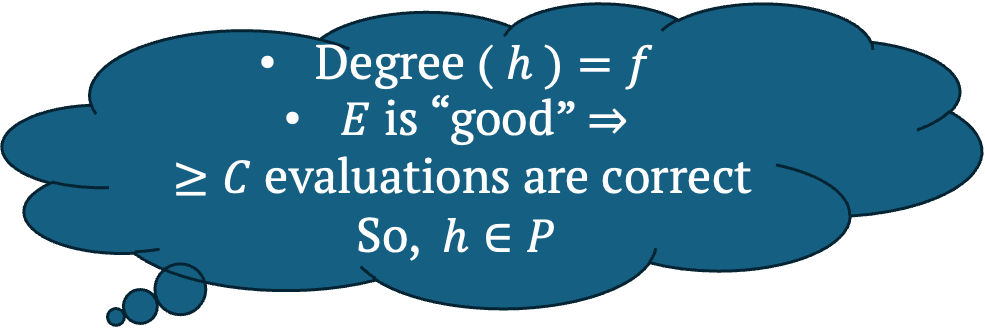 • Degree ( h ) = f
• E is “good” ⇒
≥ C evaluations are correct
So, h ∈ P